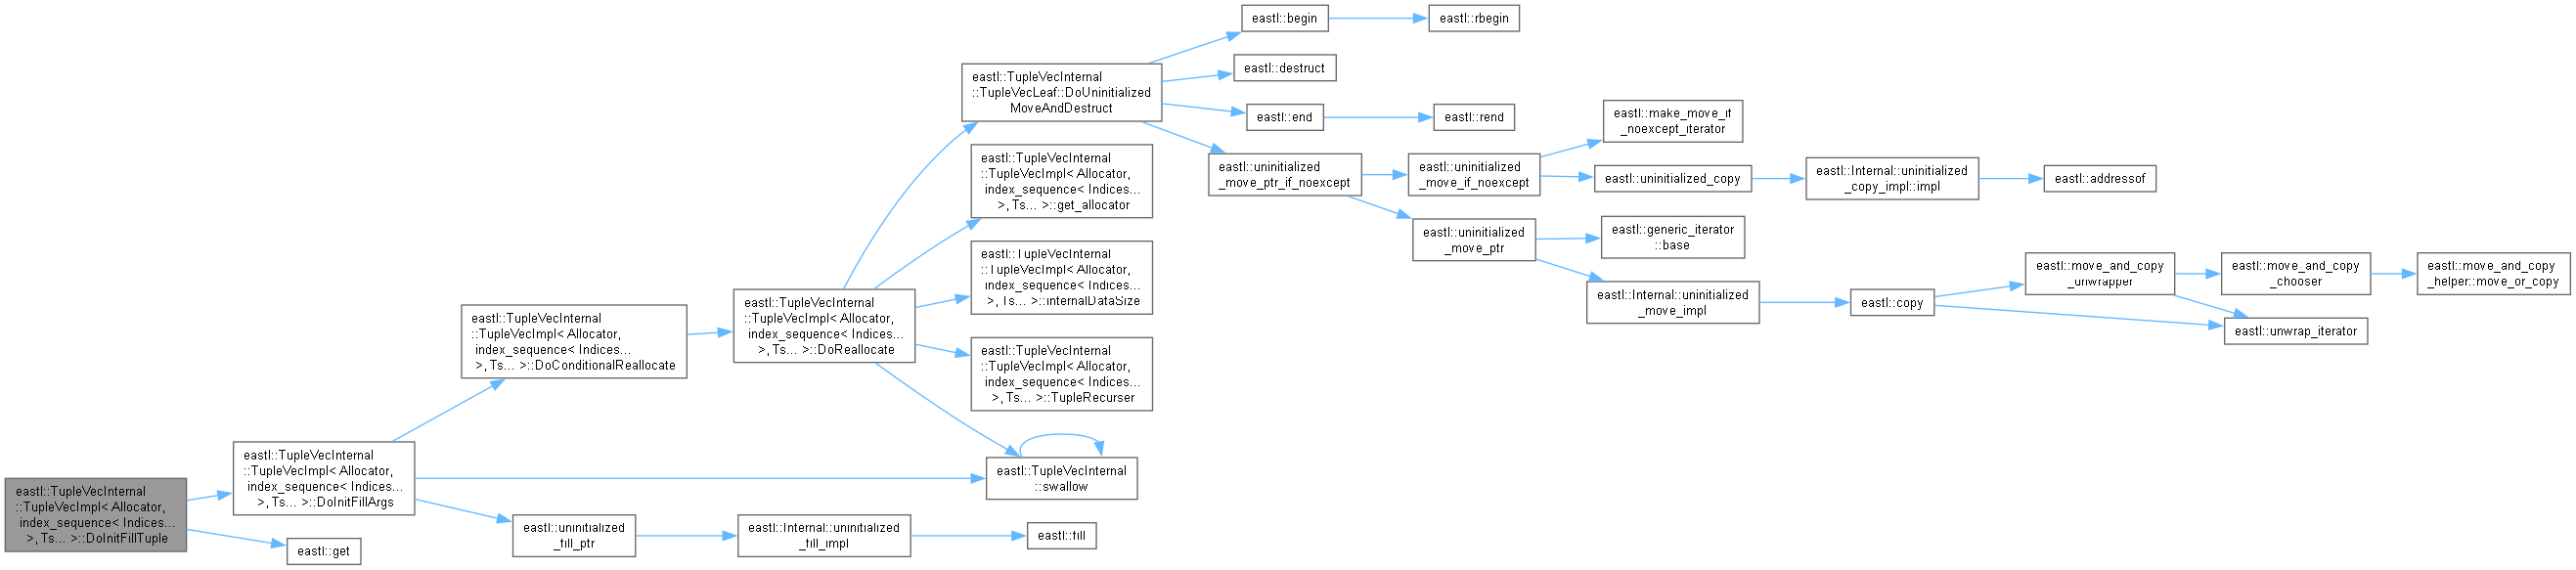 eastl::TupleVecInternal
::TupleVecImpl< Allocator,
index_sequence< Indices...
>, Ts... >::DoInitFillTuple
eastl::TupleVecInternal
::TupleVecImpl< Allocator,
index_sequence< Indices...
>, Ts... >::DoInitFillArgs
eastl::get
eastl::TupleVecInternal
::TupleVecImpl< Allocator,
index_sequence< Indices...
>, Ts... >::DoConditionalReallocate
eastl::uninitialized
_fill_ptr
eastl::TupleVecInternal
::TupleVecImpl< Allocator,
index_sequence< Indices...
>, Ts... >::DoReallocate
eastl::Internal::uninitialized
_fill_impl
eastl::TupleVecInternal
::TupleVecLeaf::DoUninitialized
MoveAndDestruct
eastl::TupleVecInternal
::TupleVecImpl< Allocator,
index_sequence< Indices...
>, Ts... >::get_allocator
eastl::TupleVecInternal
::TupleVecImpl< Allocator,
index_sequence< Indices...
>, Ts... >::internalDataSize
eastl::TupleVecInternal
::TupleVecImpl< Allocator,
index_sequence< Indices...
>, Ts... >::TupleRecurser
eastl::TupleVecInternal
::swallow
eastl::fill
eastl::begin
eastl::rbegin
eastl::destruct
eastl::end
eastl::rend
eastl::uninitialized
_move_ptr_if_noexcept
eastl::uninitialized
_move_if_noexcept
eastl::uninitialized
_move_ptr
eastl::make_move_if
_noexcept_iterator
eastl::uninitialized_copy
eastl::Internal::uninitialized
_copy_impl::impl
eastl::addressof
eastl::generic_iterator
::base
eastl::Internal::uninitialized
_move_impl
eastl::copy
eastl::move_and_copy
_unwrapper
eastl::move_and_copy
_chooser
eastl::move_and_copy
_helper::move_or_copy
eastl::unwrap_iterator